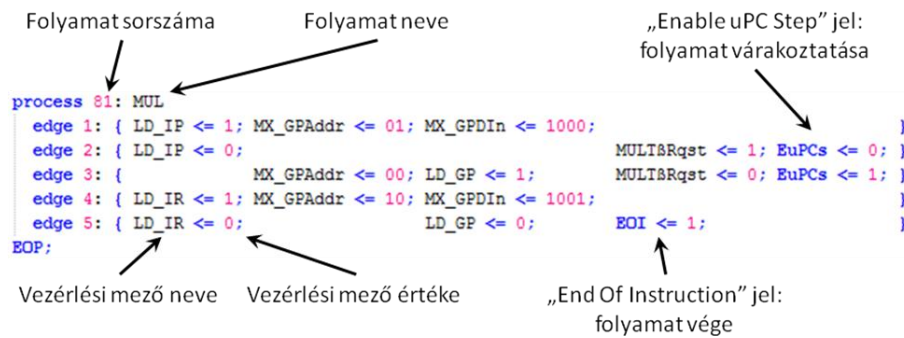 Folyamat sorszáma
Folyamat neve
„Enable uPC Step” jel:
folyamat várakoztatása
process 81: MUL
edge 1: { LD_IP <= 1; MX_GPAddr <= 01; MX_GPDIn <= 1000; }
edge 2: { LD_IP <= 0; MULTßRqst <= 1; EuPCs <= 0; }
edge 3: { MX_GPAddr <= 00; LD_GP <= 1; MULTßRqst <= 0; EuPCs <= 1; }
edge 4: { LD_IR <= 1; MX_GPAddr <= 10; MX_GPDIn <= 1001; }
edge 5: { LD_IR <= 0; LD_GP <= 0; EOI <= 1; }
EOP;
Vezérlési mező neve
Vezérlési mező értéke
„End Of Instruction” jel:
folyamat vége